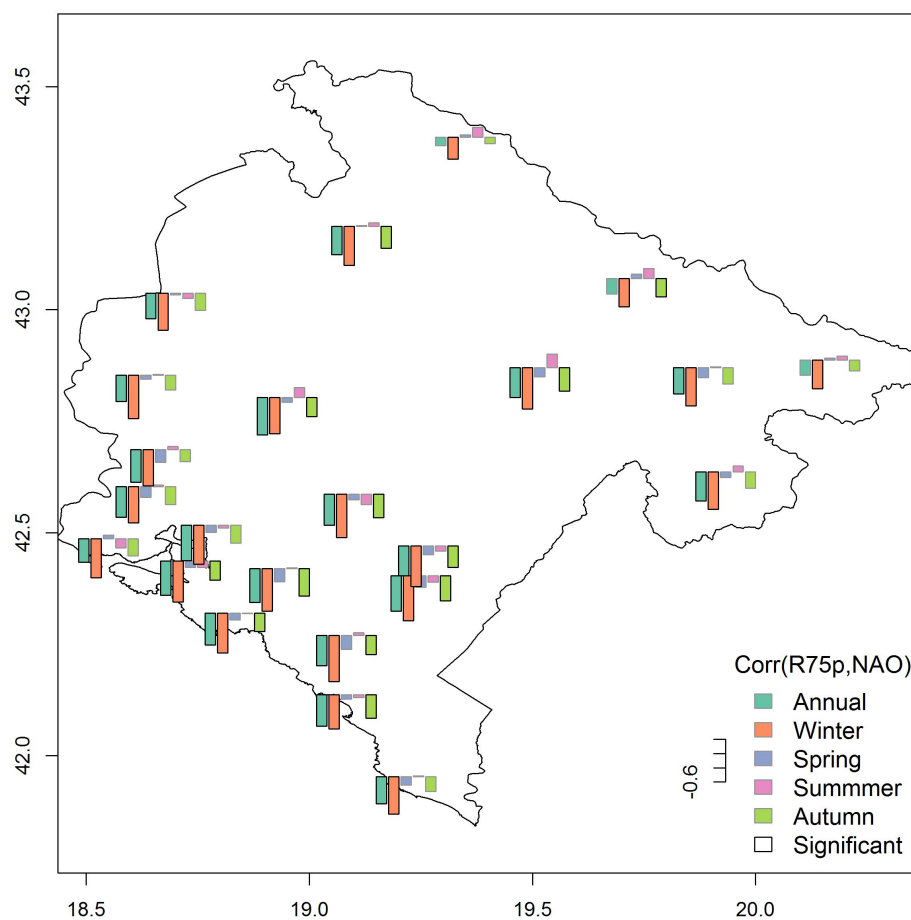 43.5
43.0
42.5
42.0
18.5 19.0 19.5 20.0
Corr(R75p,NAO)
Annual
Winter
Spring
Summmer
Autumn
Significant
-0.6